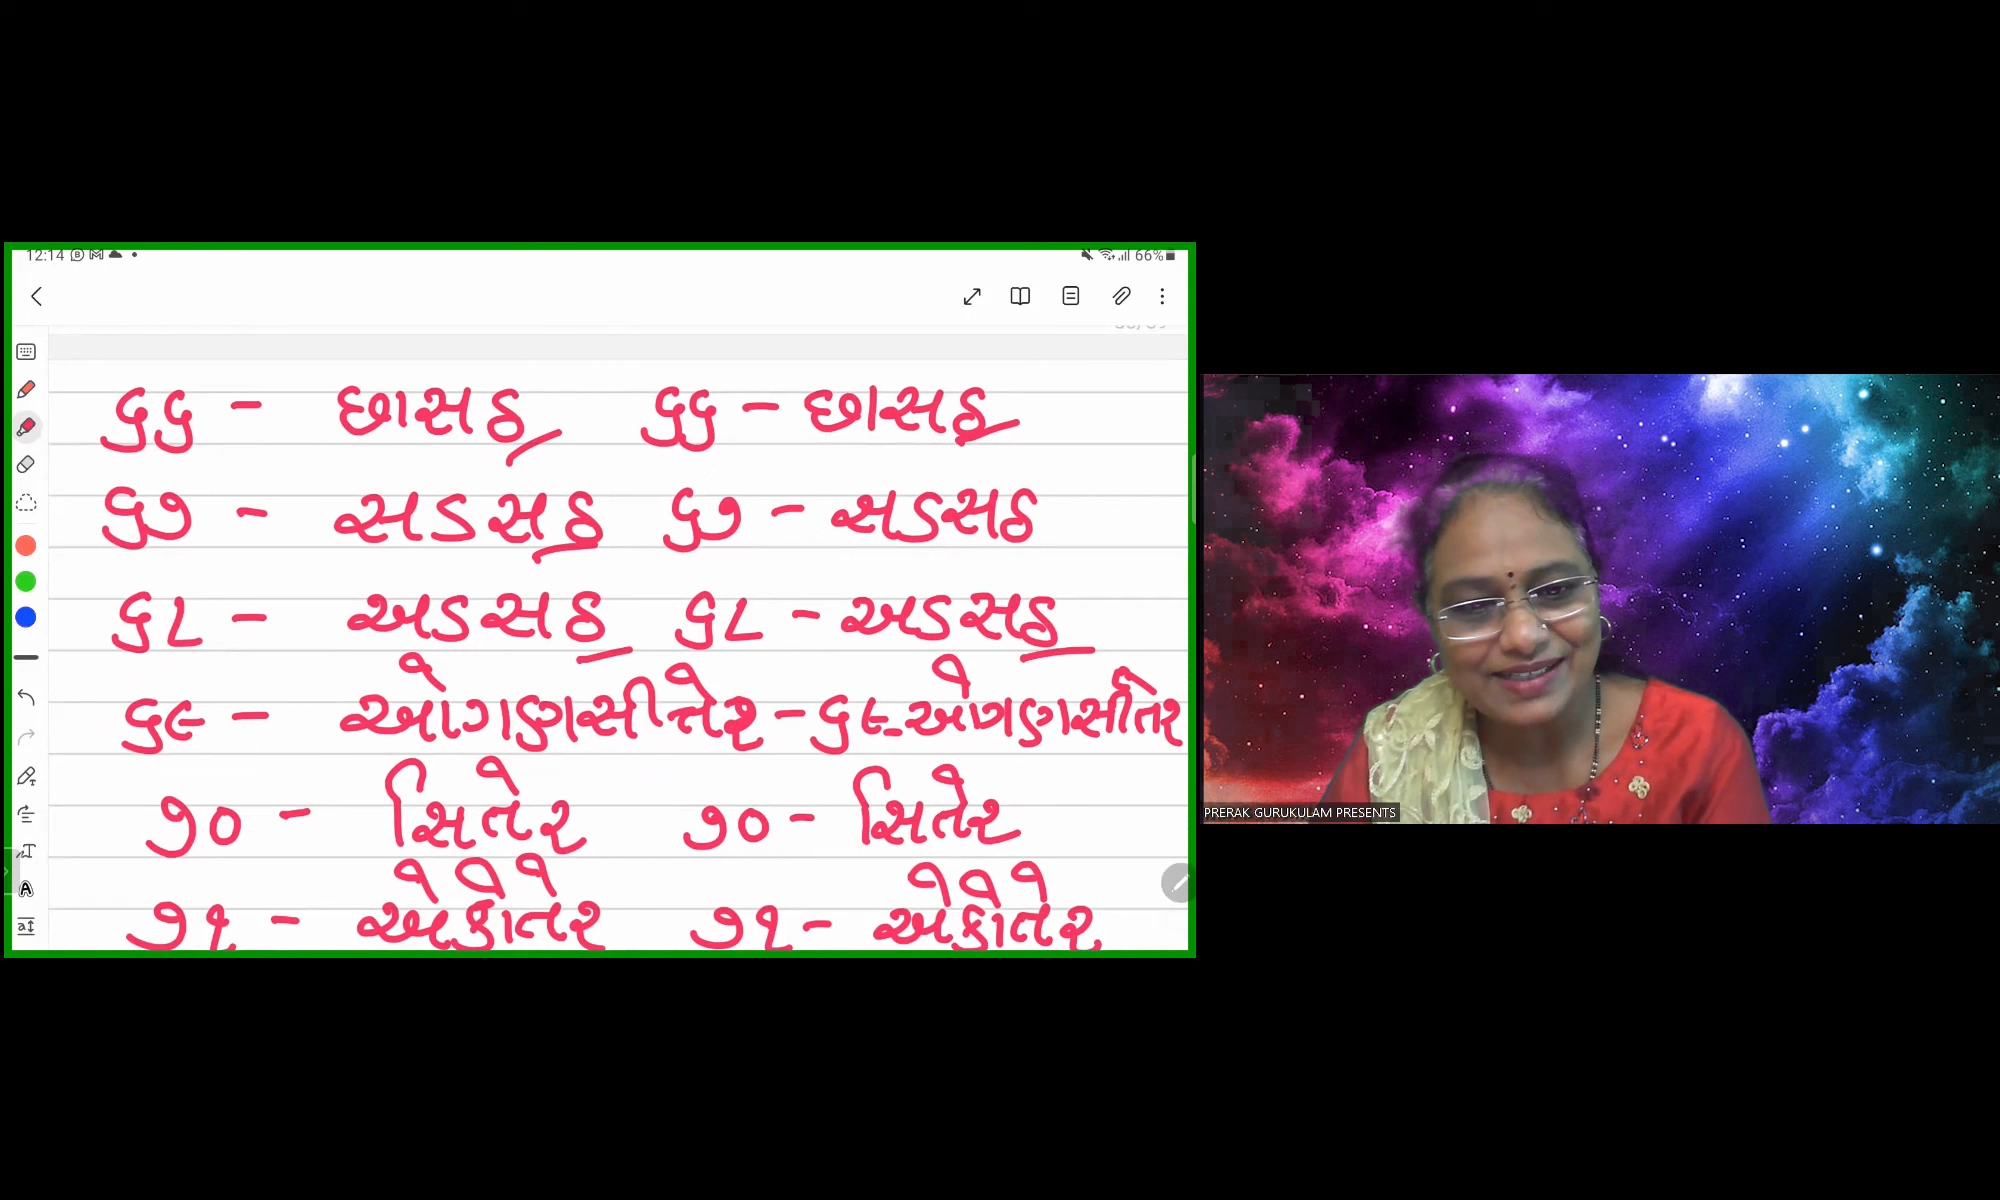 12:14
66%
૬૬ - છાસઠ ૬૬ - છાસઠ
૬૭ - સડસઠ ૬૭ - સડસઠ
૬૮ - અડસઠ ૬૮ - અડસઠ
૬૯ - ઓગણસીત્તેર - ૬૯ - ઓગણસીતેર
૭૦ - સિતેર ૭૦ - સિતેર
૭૧ - એકોતેર ૭૧ - એકોતેર
PRERAK GURUKULAM PRESENTS